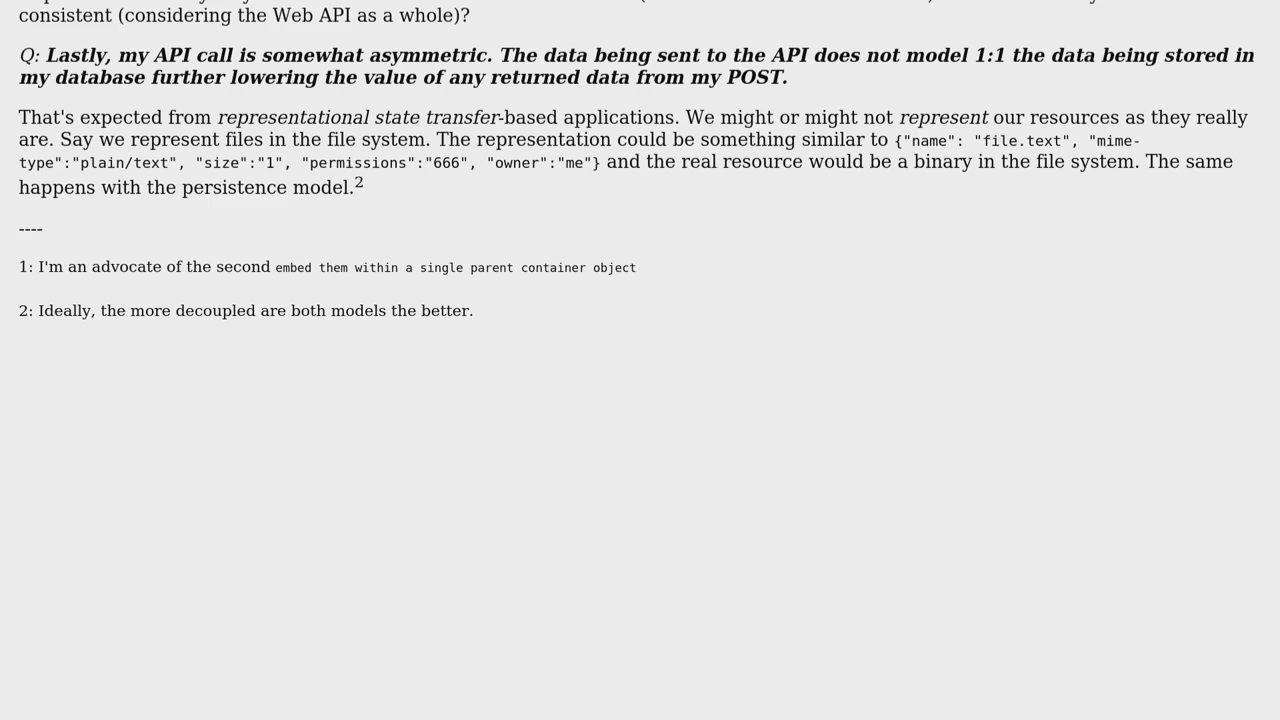 consistent (considering the Web API as a whole)?
Q: Lastly, my API call is somewhat asymmetric. The data being sent to the API does not model 1:1 the data being stored in
my database further lowering the value of any returned data from my POST.
That's expected from representational state transfer-based applications. We might or might not represent our resources as they really
are. Say we represent files in the file system. The representation could be something similar to {"name": "file.text", "mime-
type":"plain/text", "size":"1", "permissions":"666", "owner":"me"} and the real resource would be a binary in the file system. The same
happens with the persistence model.2
----
1: I'm an advocate of the second embed them within a single parent container object
2: Ideally, the more decoupled are both models the better.